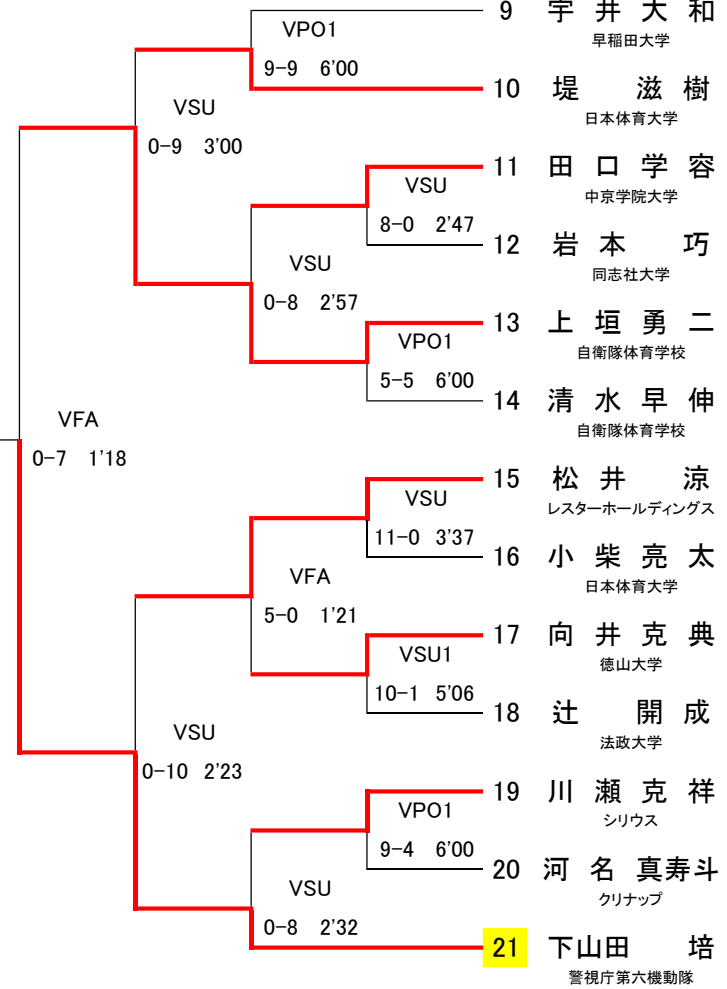 9 宇井大和
早稲田大学
VPO1
9-9 6'00
10 堤 滋樹
日本体育大学
VSU
0-9 3'00
11 田口学容
中京学院大学
VSU
8-0 2'47
12 岩本 巧
同志社大学
VSU
0-8 2'57
13 上垣勇二
自衛隊体育学校
VPO1
5-5 6'00
14 清水早伸
自衛隊体育学校
VFA
0-7 1'18
15 松井 涼
レスターホールディングス
VSU
11-0 3'37
16 小柴亮太
日本体育大学
VFA
5-0 1'21
17 向井克典
徳山大学
VSU1
10-1 5'06
18 辻 開成
法政大学
VSU
0-10 2'23
19 川瀬克祥
シリウス
VPO1
9-4 6'00
20 河名真寿斗
クリナップ
VSU
0-8 2'32
21 下山田 培
警視庁第六機動隊